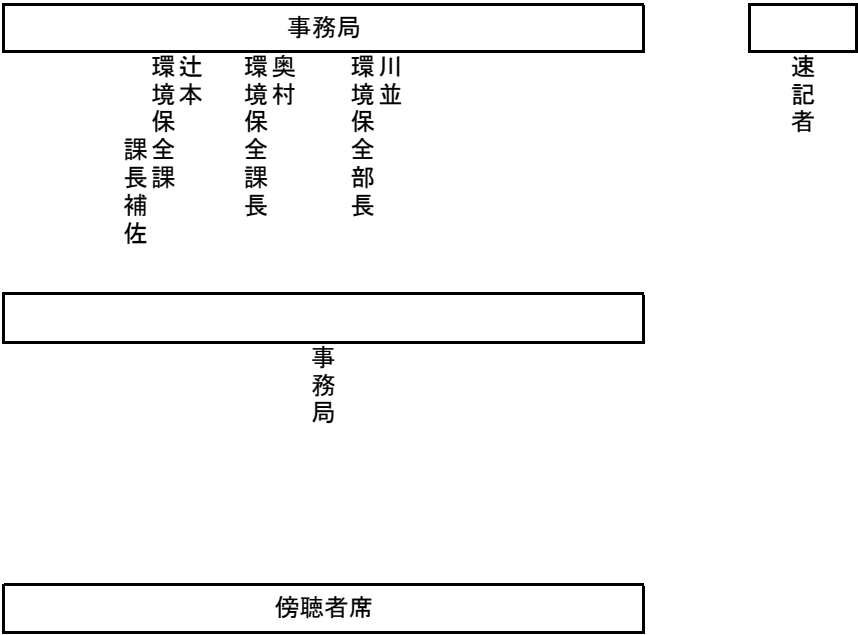 事務局
川並
環境保全部長
奥村
環境保全課長
辻本
環境保全課
課長補佐
速記者
事務局
傍聴者席